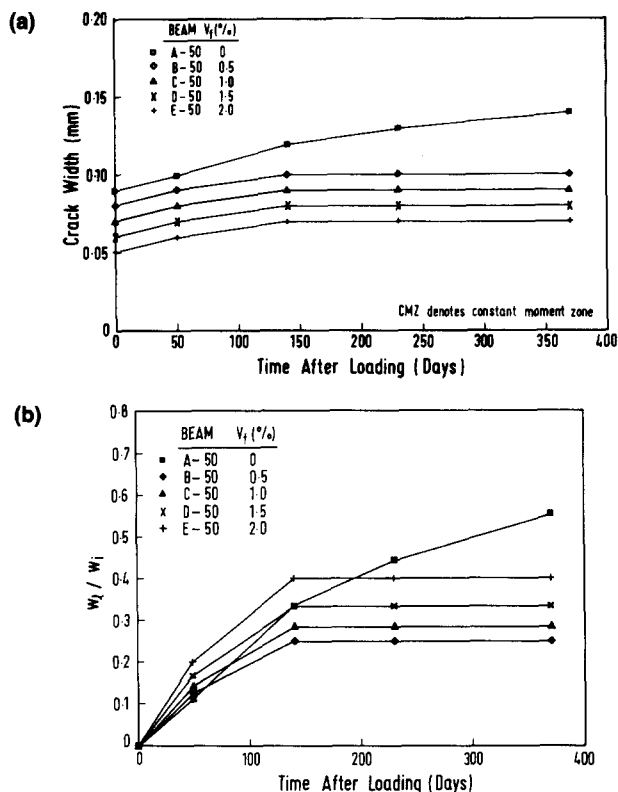 (a)
BEAM Vf(%)
A-50 0
B-50 0·5
C-50 1·0
D-50 1·5
E-50 2·0
0·20
0·15
0·10
0·05
0
Crack Width (mm)
CMZ denotes constant moment zone
0 50 100 150 200 250 300 350 400
Time After Loading (Days)
(b)
BEAM Vf(%)
A-50 0
B-50 0·5
C-50 1·0
D-50 1·5
E-50 2·0
0·8
0·7
0·6
0·5
0·4
0·3
0·2
0·1
0
Wl / Wi
0 100 200 300 400
Time After Loading (Days)